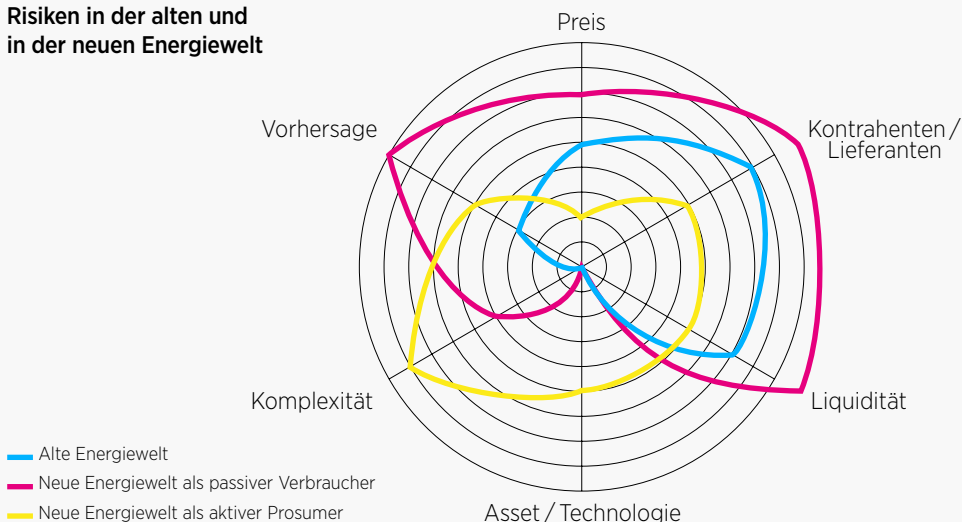 Risiken in der alten und
in der neuen Energiewelt
Preis
Vorhersage
Kontrahenten /
Lieferanten
Komplexität
Liquidität
Asset / Technologie
Alte Energiewelt
Neue Energiewelt als passiver Verbraucher
Neue Energiewelt als aktiver Prosumer